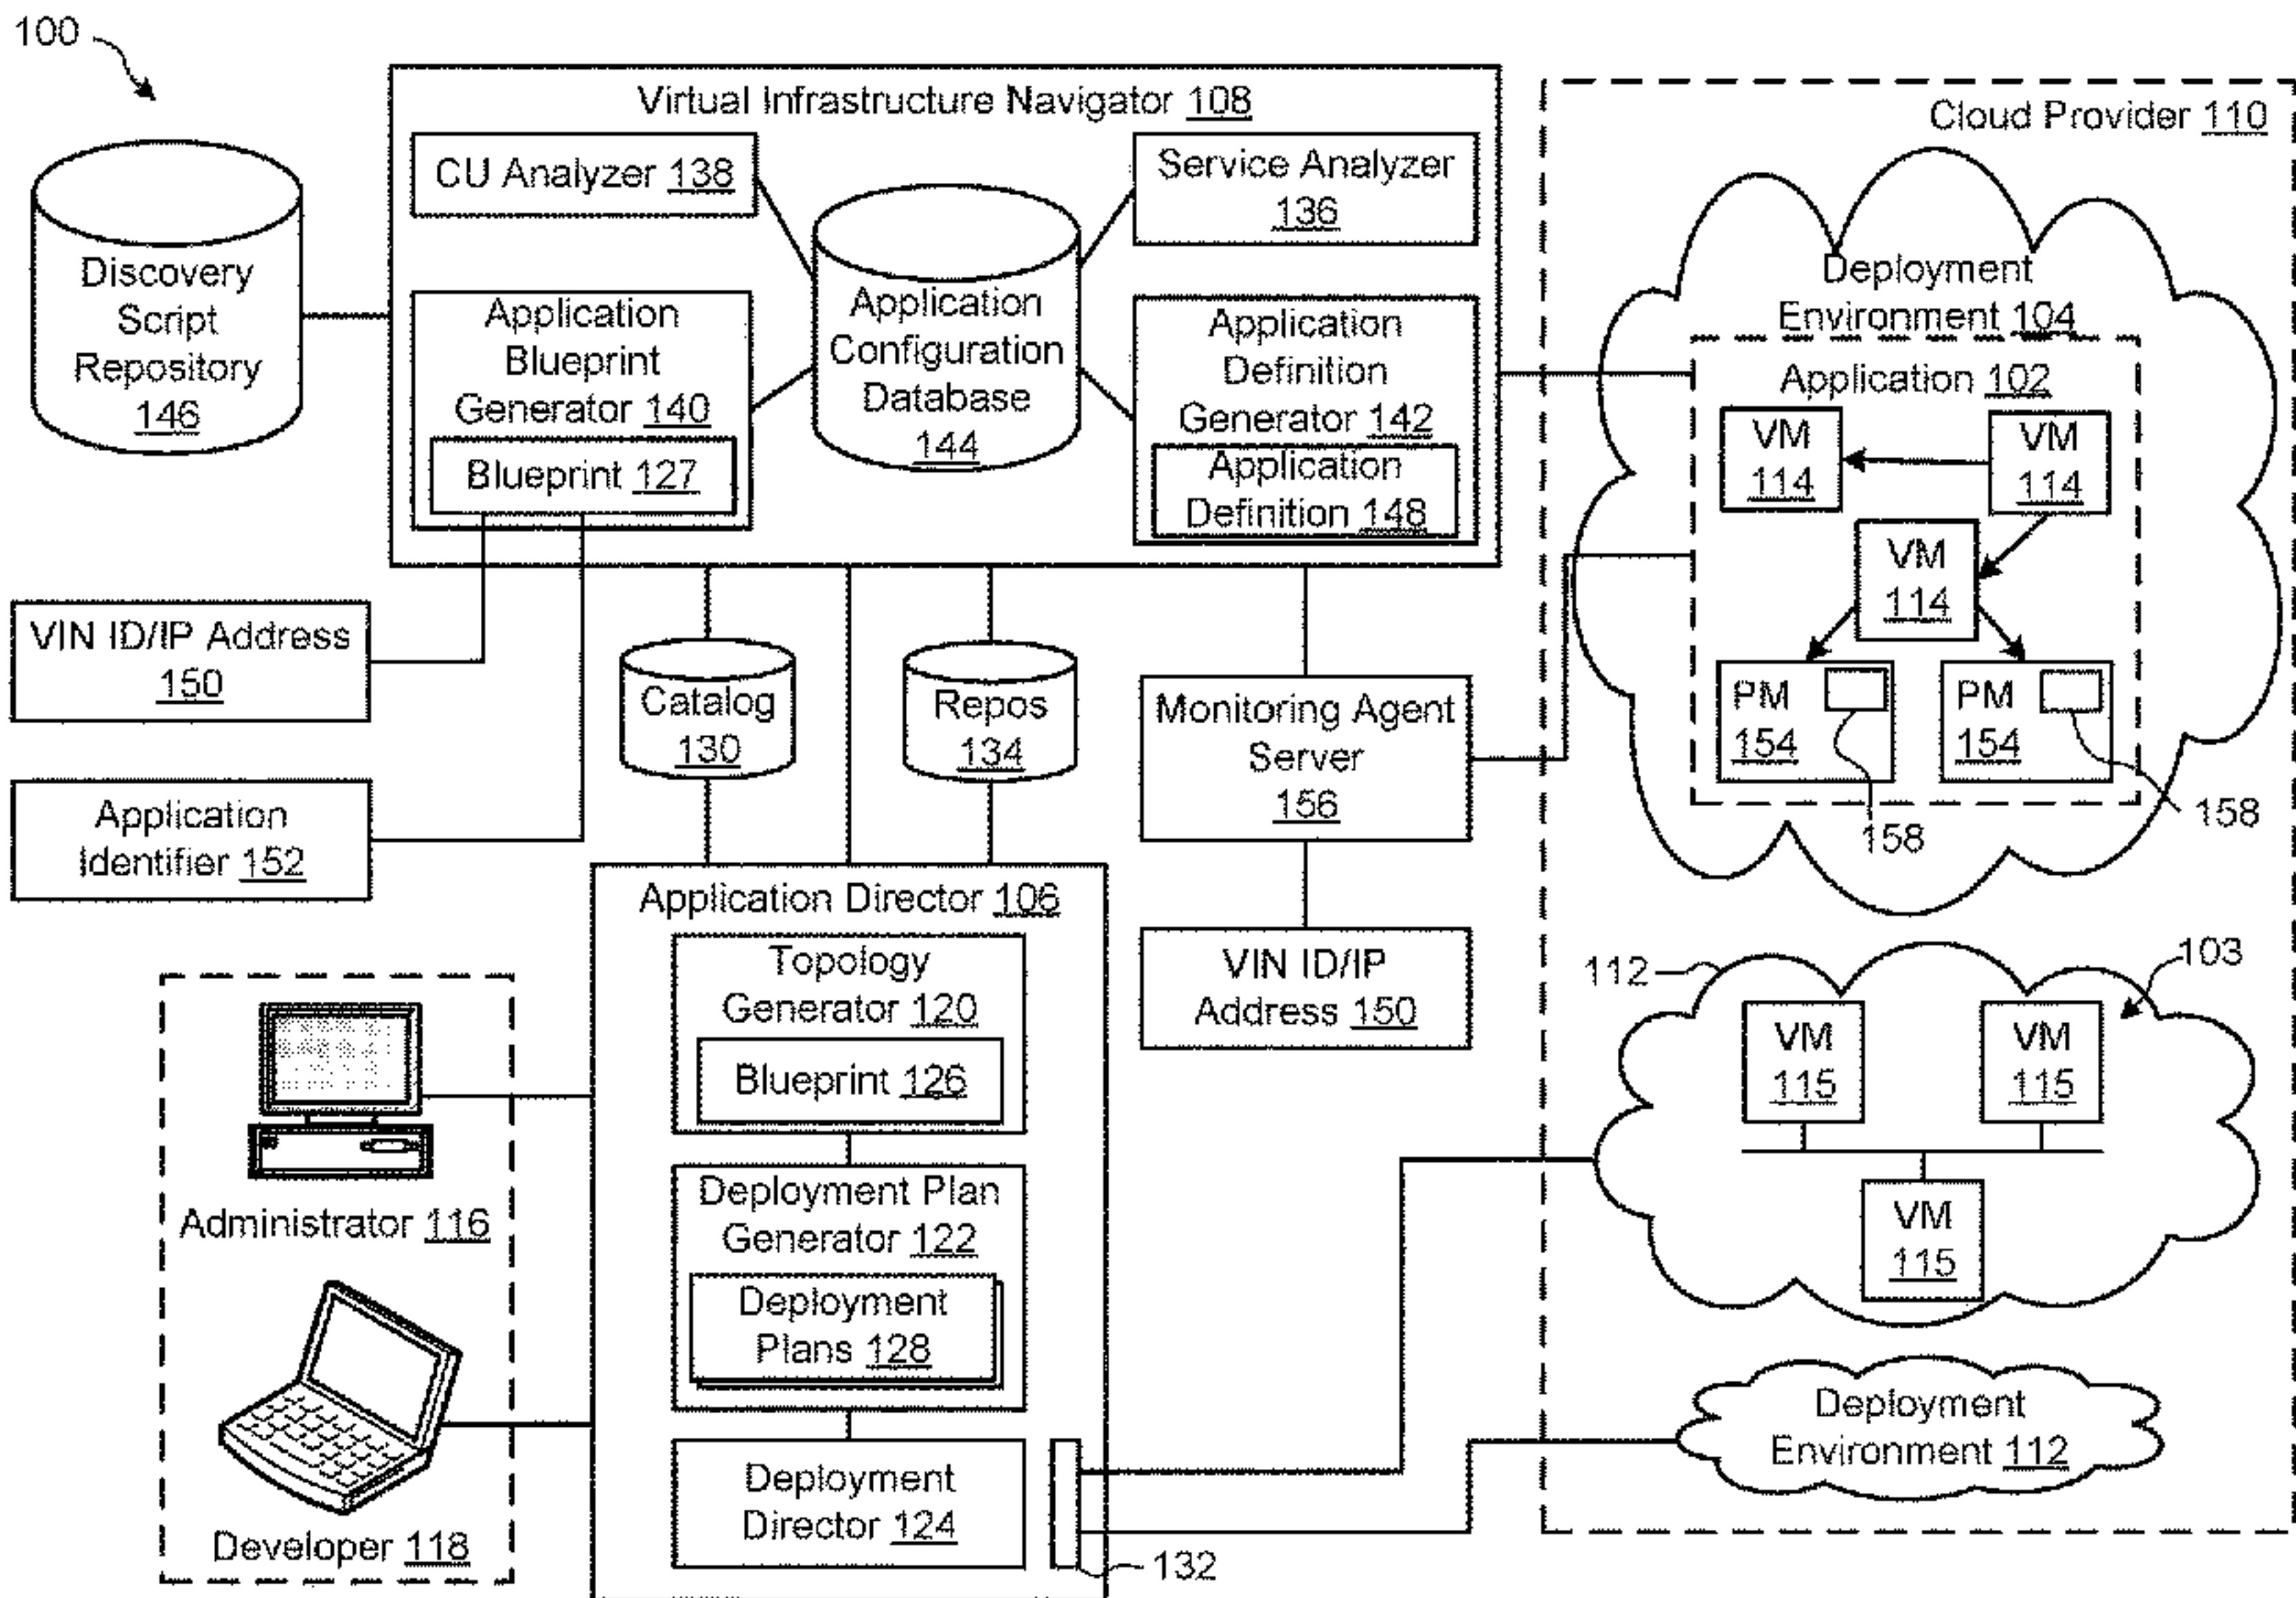 100
Virtual Infrastructure Navigator 108
CU Analyzer 138
Service Analyzer
136
Discovery
Script
Repository
146
Application
Blueprint
Generator 140
Blueprint 127
Application
Configuration
Database
144
Application
Definition
Generator 142
Application
Definition 148
Cloud Provider 110
Deployment
Environment 104
Application 102
VM
114
VM
114
VM
114
PM
154
PM
154
158
158
VIN ID/IP Address
150
Application
Identifier 152
Catalog
130
Repos
134
Monitoring Agent
Server
156
VIN ID/IP
Address 150
Application Director 106
Topology
Generator 120
Blueprint 126
Deployment Plan
Generator 122
Deployment
Plans 128
Deployment
Director 124
132
Administrator 116
Developer 118
112
103
VM
115
VM
115
VM
115
Deployment
Environment 112